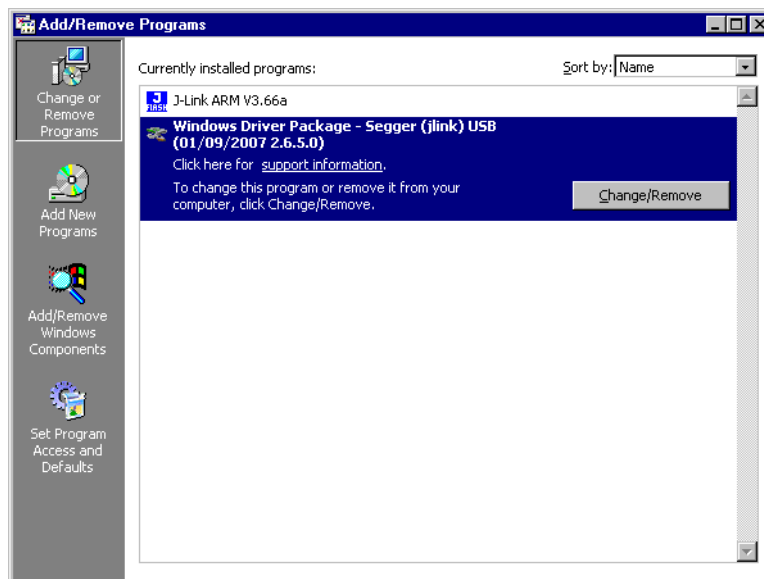 Add/Remove Programs
Change or
Remove
Programs
Add New
Programs
Add/Remove
Windows
Components
Set Program
Access and
Defaults
Currently installed programs:
Sort by: Name
J FLASH J-Link ARM V3.66a
Windows Driver Package - Segger (jlink) USB
(01/09/2007 2.6.5.0)
Click here for support information.
To change this program or remove it from your
computer, click Change/Remove.
Change/Remove